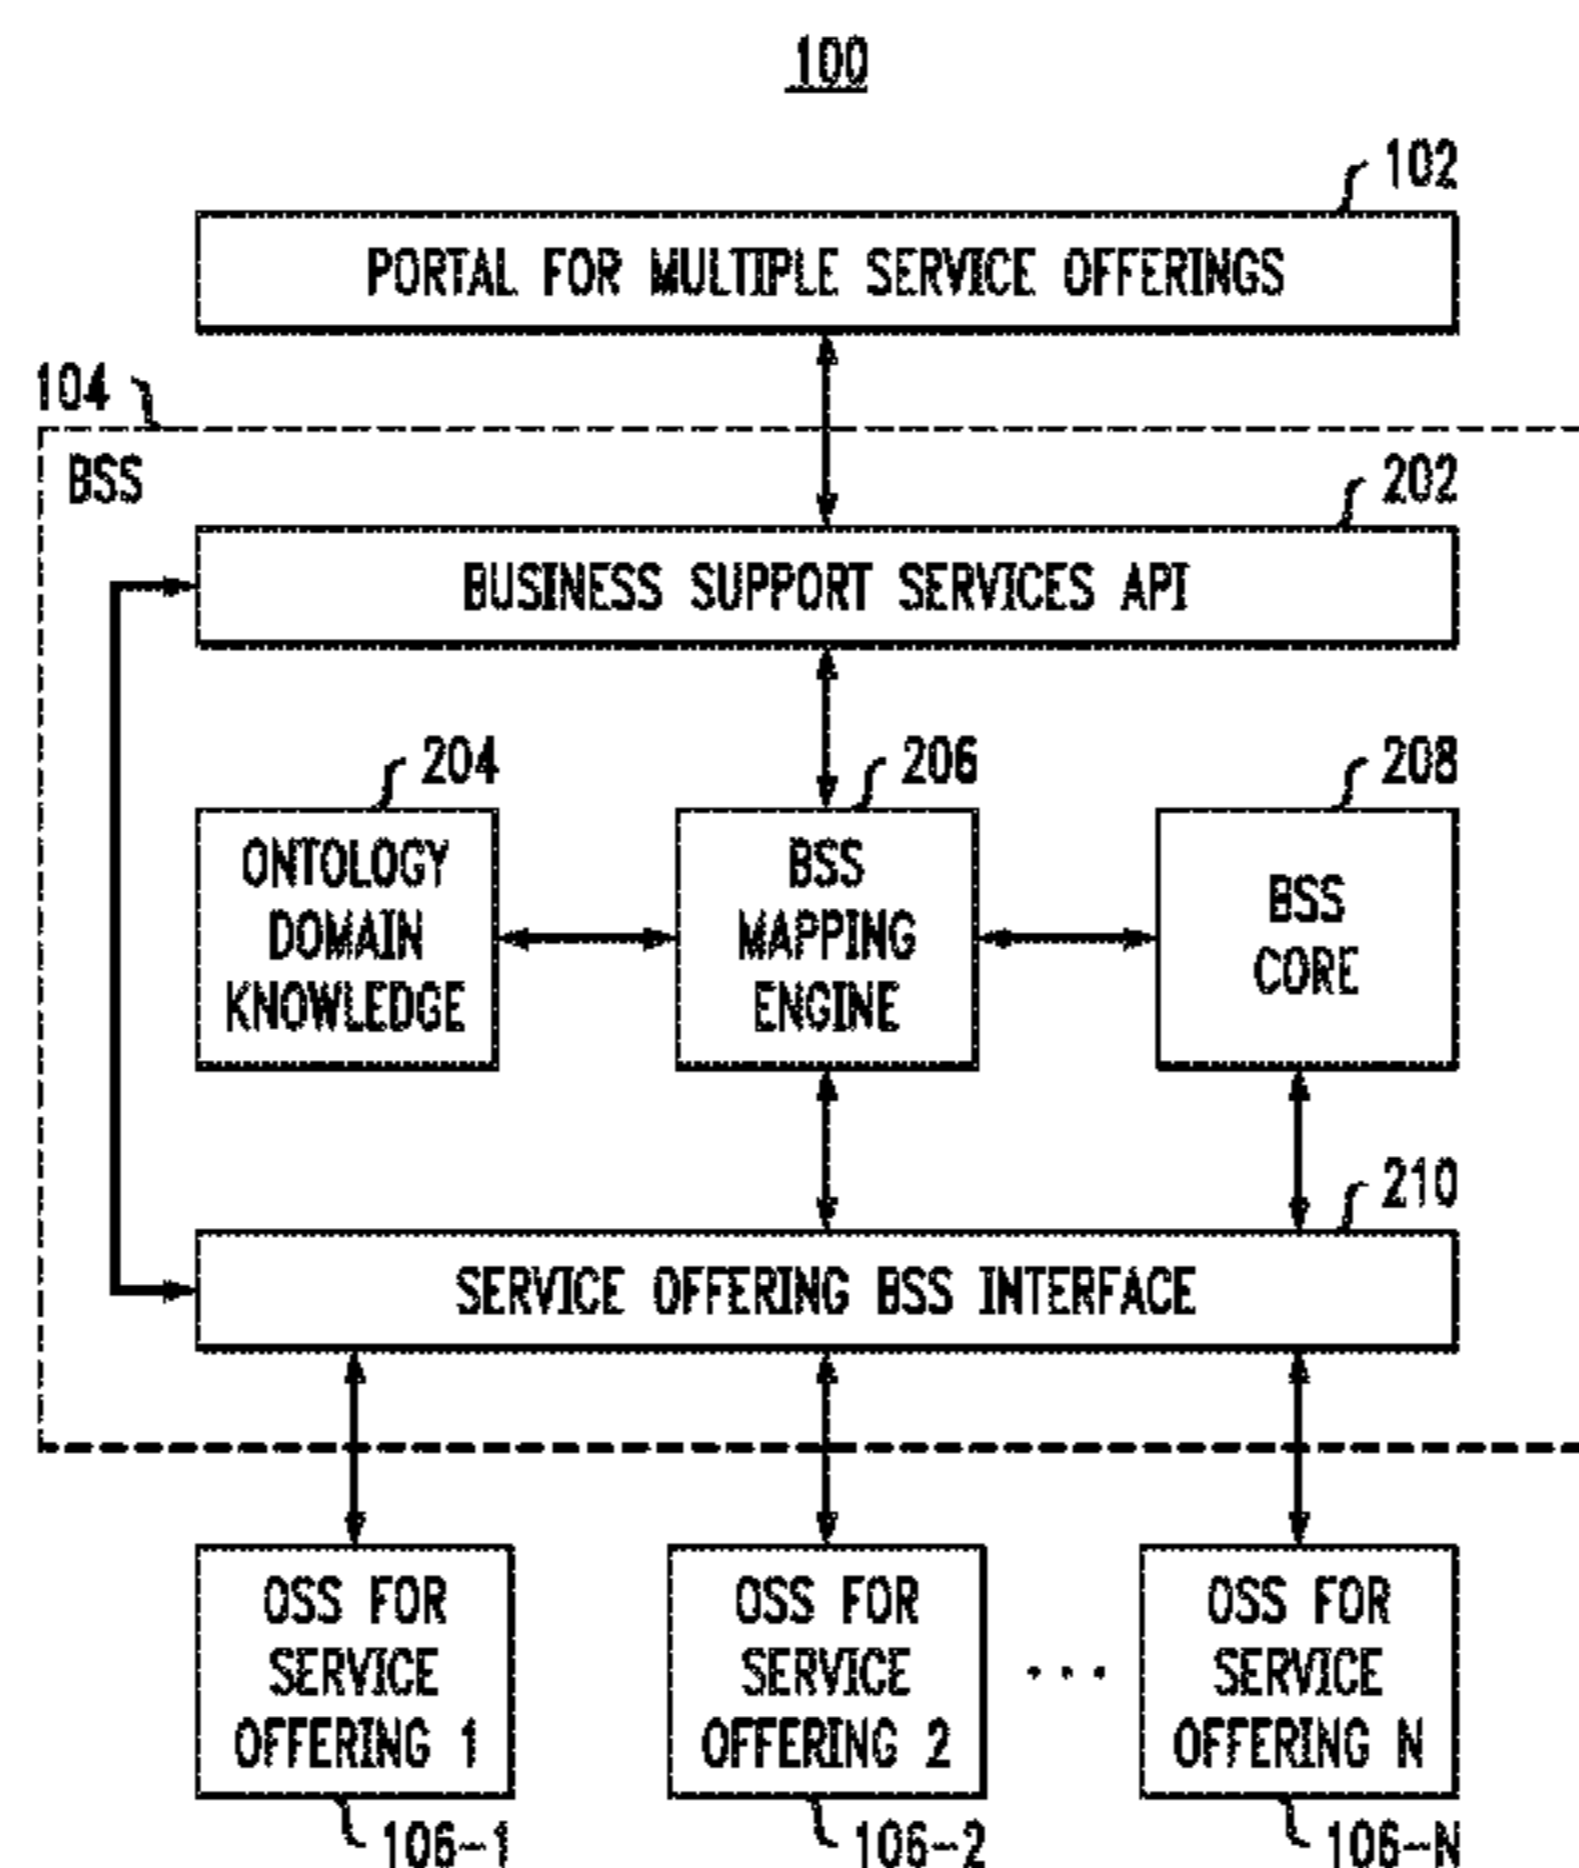 100
102
PORTAL FOR MULTIPLE SERVICE OFFERINGS
104
BSS
202
BUSINESS SUPPORT SERVICES API
204
206
208
ONTOLOGY
DOMAIN
KNOWLEDGE
BSS
MAPPING
ENGINE
BSS
CORE
210
SERVICE OFFERING BSS INTERFACE
OSS FOR
SERVICE
OFFERING 1
OSS FOR
SERVICE
OFFERING 2
. . .
OSS FOR
SERVICE
OFFERING N
106-1
106-2
106-N